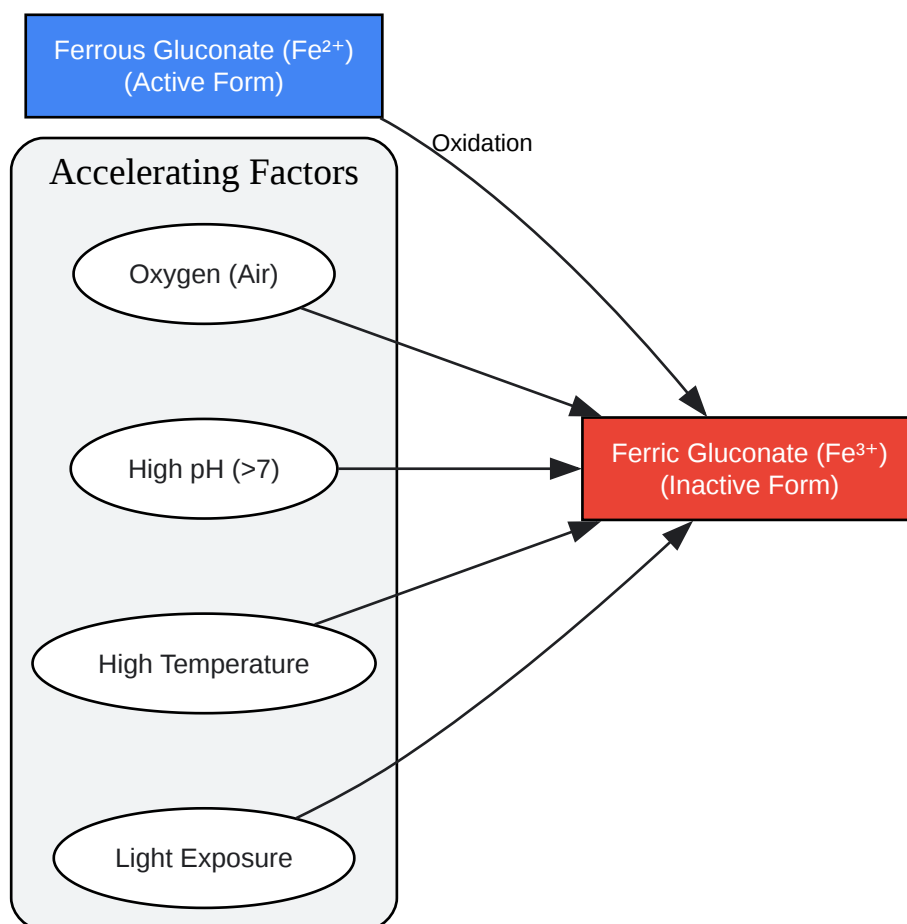 Ferrous Gluconate (Fe²⁺)
(Active Form)
Oxidation
Accelerating Factors
Oxygen (Air)
High pH (>7)
Ferric Gluconate (Fe³⁺)
(Inactive Form)
High Temperature
Light Exposure